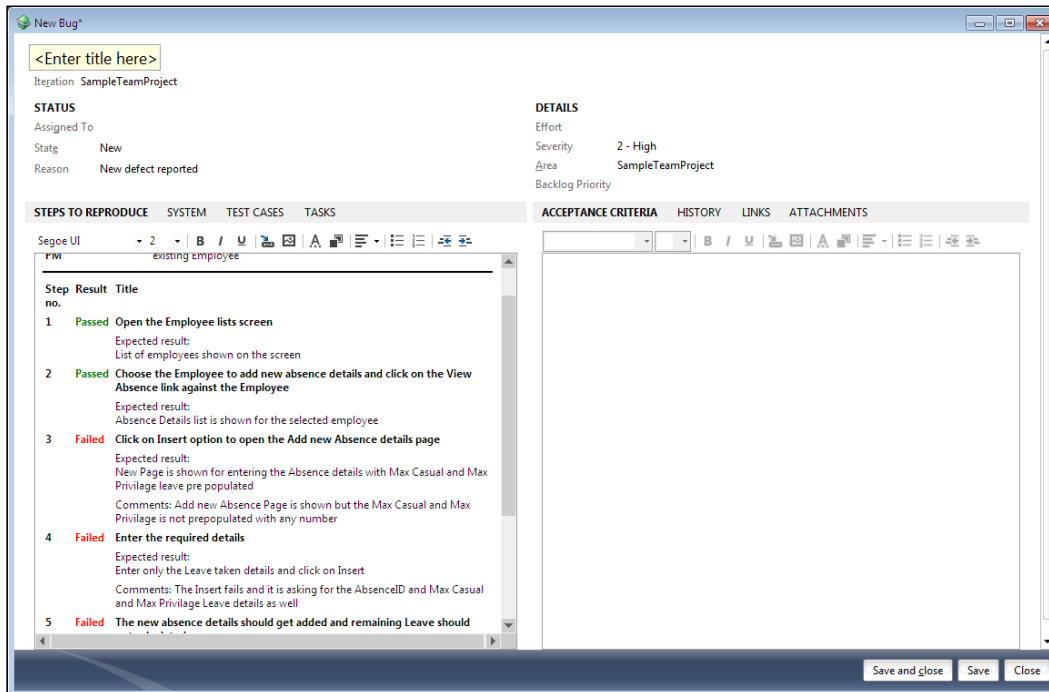 New Bug*
<Enter title here>
Iteration SampleTeamProject
STATUS
Assigned To
State New
Reason New defect reported
DETAILS
Effort
Severity 2 - High
Area SampleTeamProject
Backlog Priority
STEPS TO REPRODUCE SYSTEM TEST CASES TASKS
Segoe UI 2 B I U A
PM existing Employee
Step Result Title
no.
1 Passed Open the Employee lists screen
Expected result:
List of employees shown on the screen
2 Passed Choose the Employee to add new absence details and click on the View
Absence link against the Employee
Expected result:
Absence Details list is shown for the selected employee
3 Failed Click on Insert option to open the Add new Absence details page
Expected result:
New Page is shown for entering the Absence details with Max Casual and Max
Privilage leave pre populated
Comments: Add new Absence Page is shown but the Max Casual and Max
Privilage is not prepopulated with any number
4 Failed Enter the required details
Expected result:
Enter only the Leave taken details and click on Insert
Comments: The Insert fails and it is asking for the AbsenceID and Max Casual
and Max Privilage Leave details as well
5 Failed The new absence details should get added and remaining Leave should
ACCEPTANCE CRITERIA HISTORY LINKS ATTACHMENTS
B I U A
Save and close Save Close